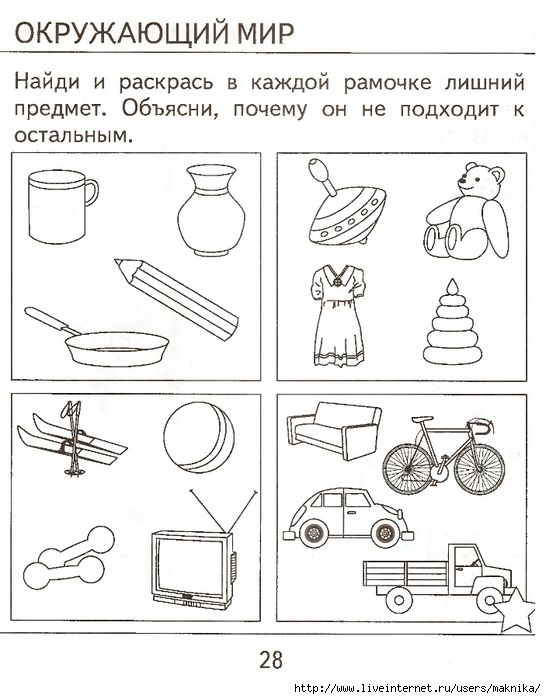 ОКРУЖАЮЩИЙ МИР
Найди и раскрась в каждой рамочке лишний
предмет. Объясни, почему он не подходит к
остальным.
28
http://www.liveinternet.ru/users/maknika/